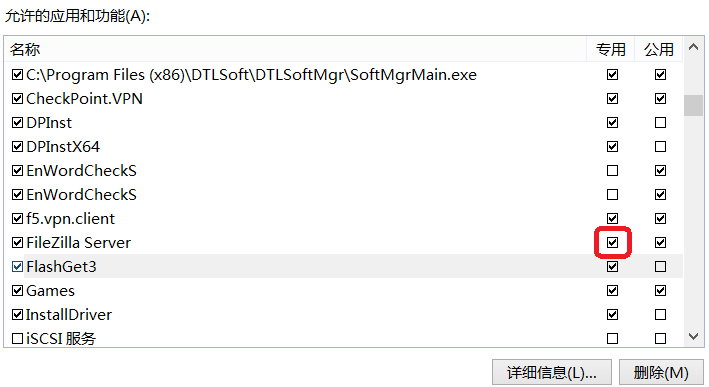 允许的应用和功能(A):
名称 专用 公用
C:\Program Files (x86)\DTLSoft\DTLSoftMgr\SoftMgrMain.exe
CheckPoint.VPN
DPInst
DPInstX64
EnWordCheckS
EnWordCheckS
f5.vpn.client
FileZilla Server
FlashGet3
Games
InstallDriver
iSCSI 服务
详细信息(L)... 删除(M)